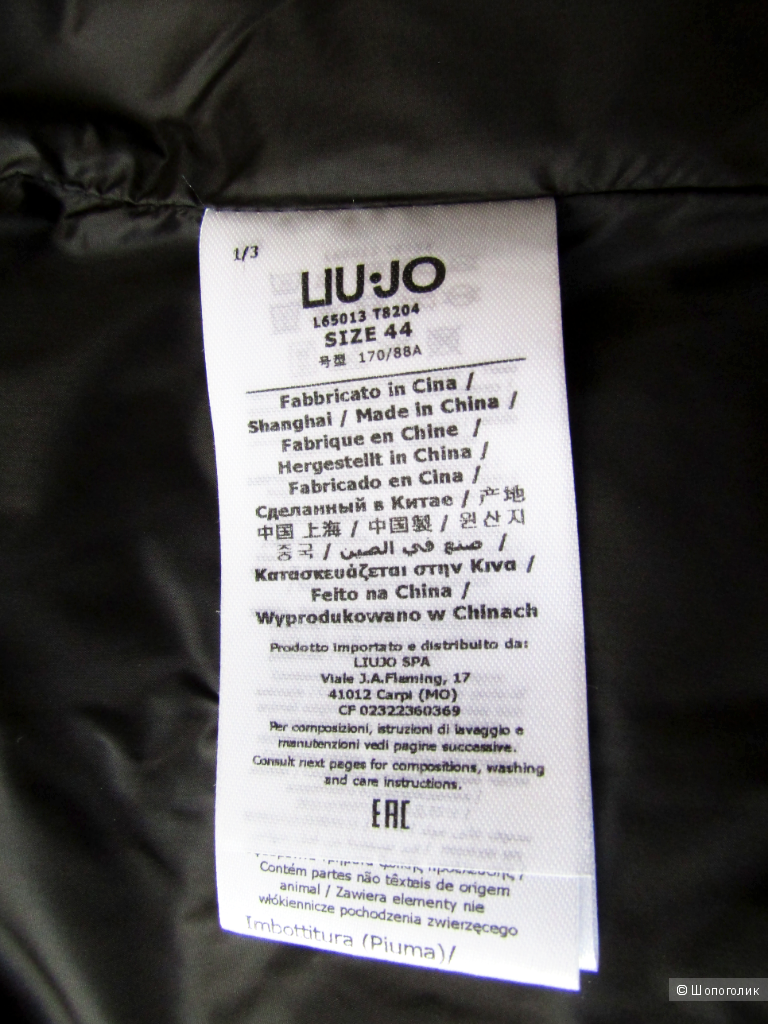 1/3
LIU·JO
L65013 T8204
SIZE 44
号型 170/88A
Fabbricato in Cina /
Shanghai / Made in China /
Fabrique en Chine /
Hergestellt in China /
Fabricado en Cina /
Сделанный в Китае / 产地
中国 上海 / 中国製 / 원산지
중국 / صنع في الصين /
Κατασκευάζεται στην Κινα /
Feito na China /
Wyprodukowano w Chinach
Prodotto importato e distribuito da:
LIUJO SPA
Viale J.A.Fleming, 17
41012 Carpi (MO)
CF 02322360369
Per composizioni, istruzioni di lavaggio e
manutenzioni vedi pagine successive.
Consult next pages for compositions, washing
and care instructions.
EAC
Contém partes não têxteis de origem
animal / Zawiera elementy nie
włókiennicze pochodzenia zwierzęcego
Imbottitura (Piuma)/
© Шопоголик